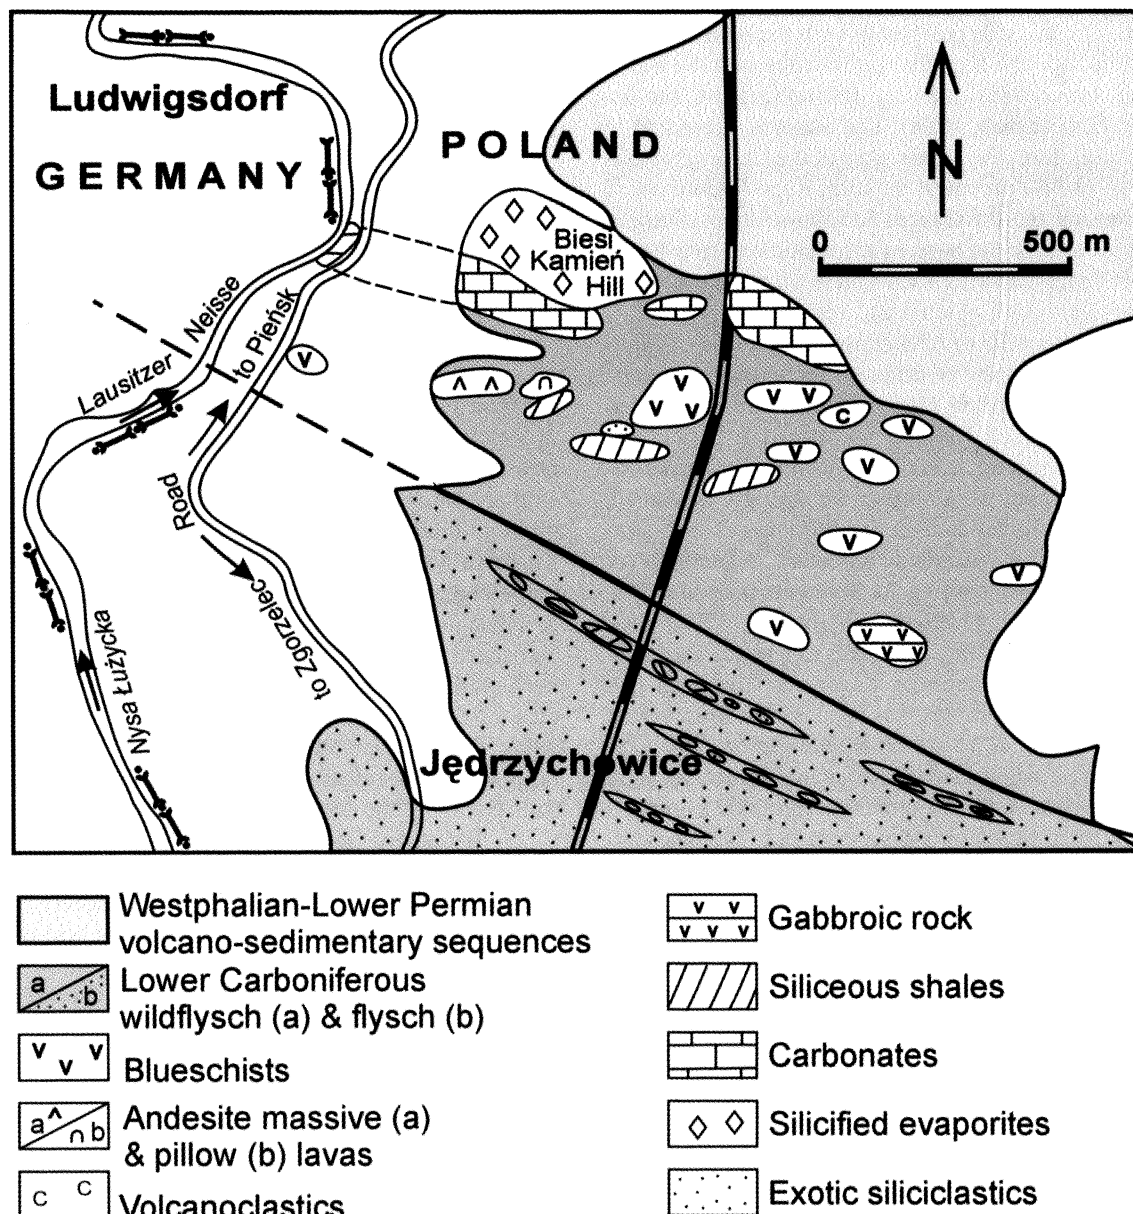 Ludwigsdorf
GERMANY
POLAND
N
0 500 m
Biesi
Kamień
Hill
Lausitzer Neisse
to Pieńsk
Road
to Zgorzelec
Nysa Łużycka
v
^ ^
∩
v
v v
v v
c
v
v
v
v
v
v
v v
v v
Jędrzychowice
Westphalian-Lower Permian
volcano-sedimentary sequences
a b
Lower Carboniferous
wildflysch (a) & flysch (b)
v v
v
Blueschists
a ^ ∩ b
Andesite massive (a)
& pillow (b) lavas
c c
Volcanoclastics
v v
v v v
Gabbroic rock
Siliceous shales
Carbonates
Silicified evaporites
Exotic siliciclastics